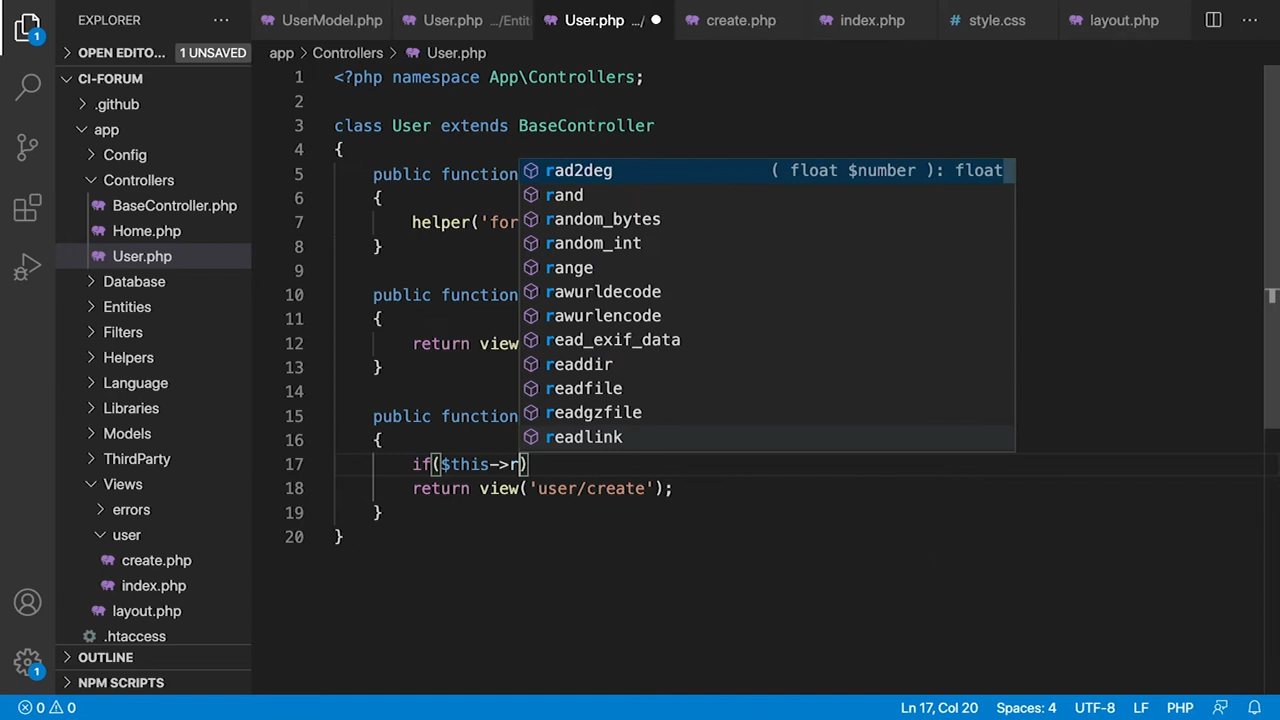 EXPLORER
···
UserModel.php
User.php .../Enti
User.php .../
create.php
index.php
style.css
layout.php
···
OPEN EDITO... 1 UNSAVED
app > Controllers > User.php
CI-FORUM
.github
app
Config
Controllers
BaseController.php
Home.php
User.php
Database
Entities
Filters
Helpers
Language
Libraries
Models
ThirdParty
Views
errors
user
create.php
index.php
layout.php
.htaccess
OUTLINE
NPM SCRIPTS
1
1
1 <?php namespace App\Controllers;
2
3 class User extends BaseController
4 {
5 public function
6 {
7 helper('for
8 }
9
10 public function
11 {
12 return view
13 }
14
15 public function
16 {
17 if($this->r)
18 return view('user/create');
19 }
20 }
rad2deg ( float $number ): float
rand
random_bytes
random_int
range
rawurldecode
rawurlencode
read_exif_data
readdir
readfile
readgzfile
readlink
0 0
Ln 17, Col 20
Spaces: 4
UTF-8
LF
PHP